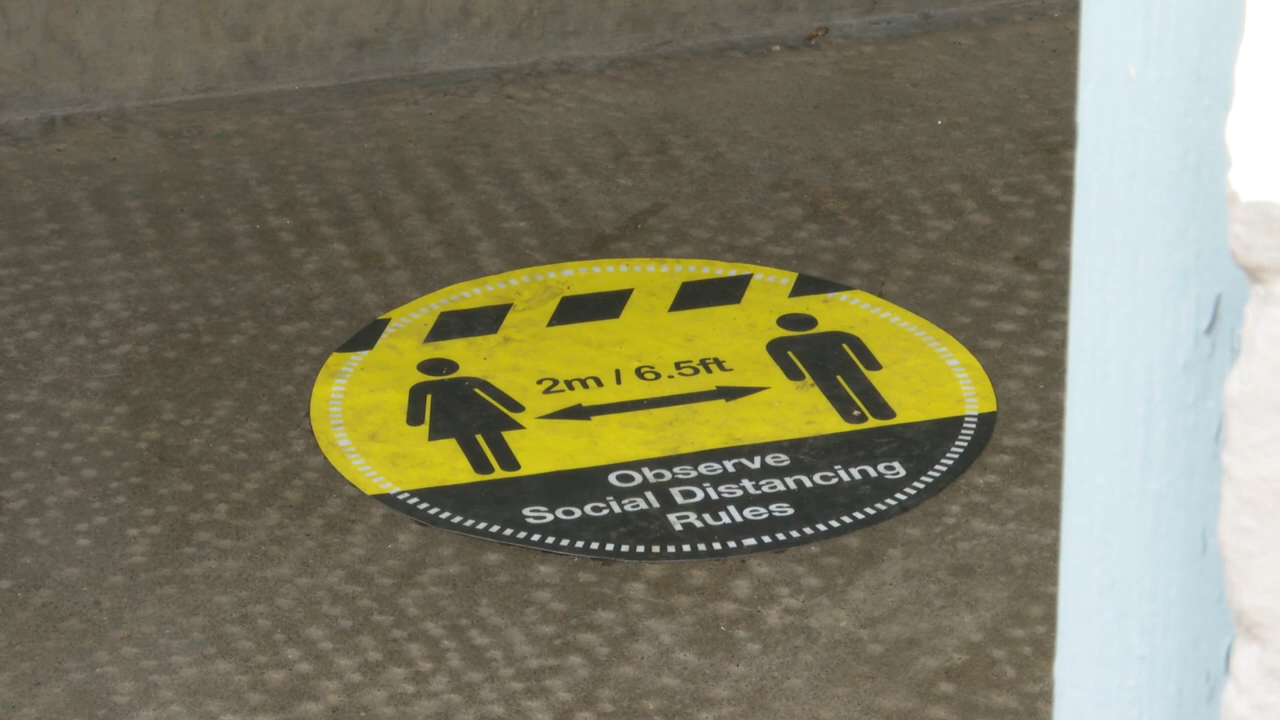 2m / 6.5ft
Observe
Social Distancing
Rules